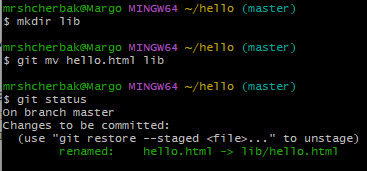 mrshcherbak@Margo MINGW64 ~/hello (master)
$ mkdir lib
mrshcherbak@Margo MINGW64 ~/hello (master)
$ git mv hello.html lib
mrshcherbak@Margo MINGW64 ~/hello (master)
$ git status
On branch master
Changes to be committed:
  (use "git restore --staged <file>..." to unstage)
        renamed:    hello.html -> lib/hello.html